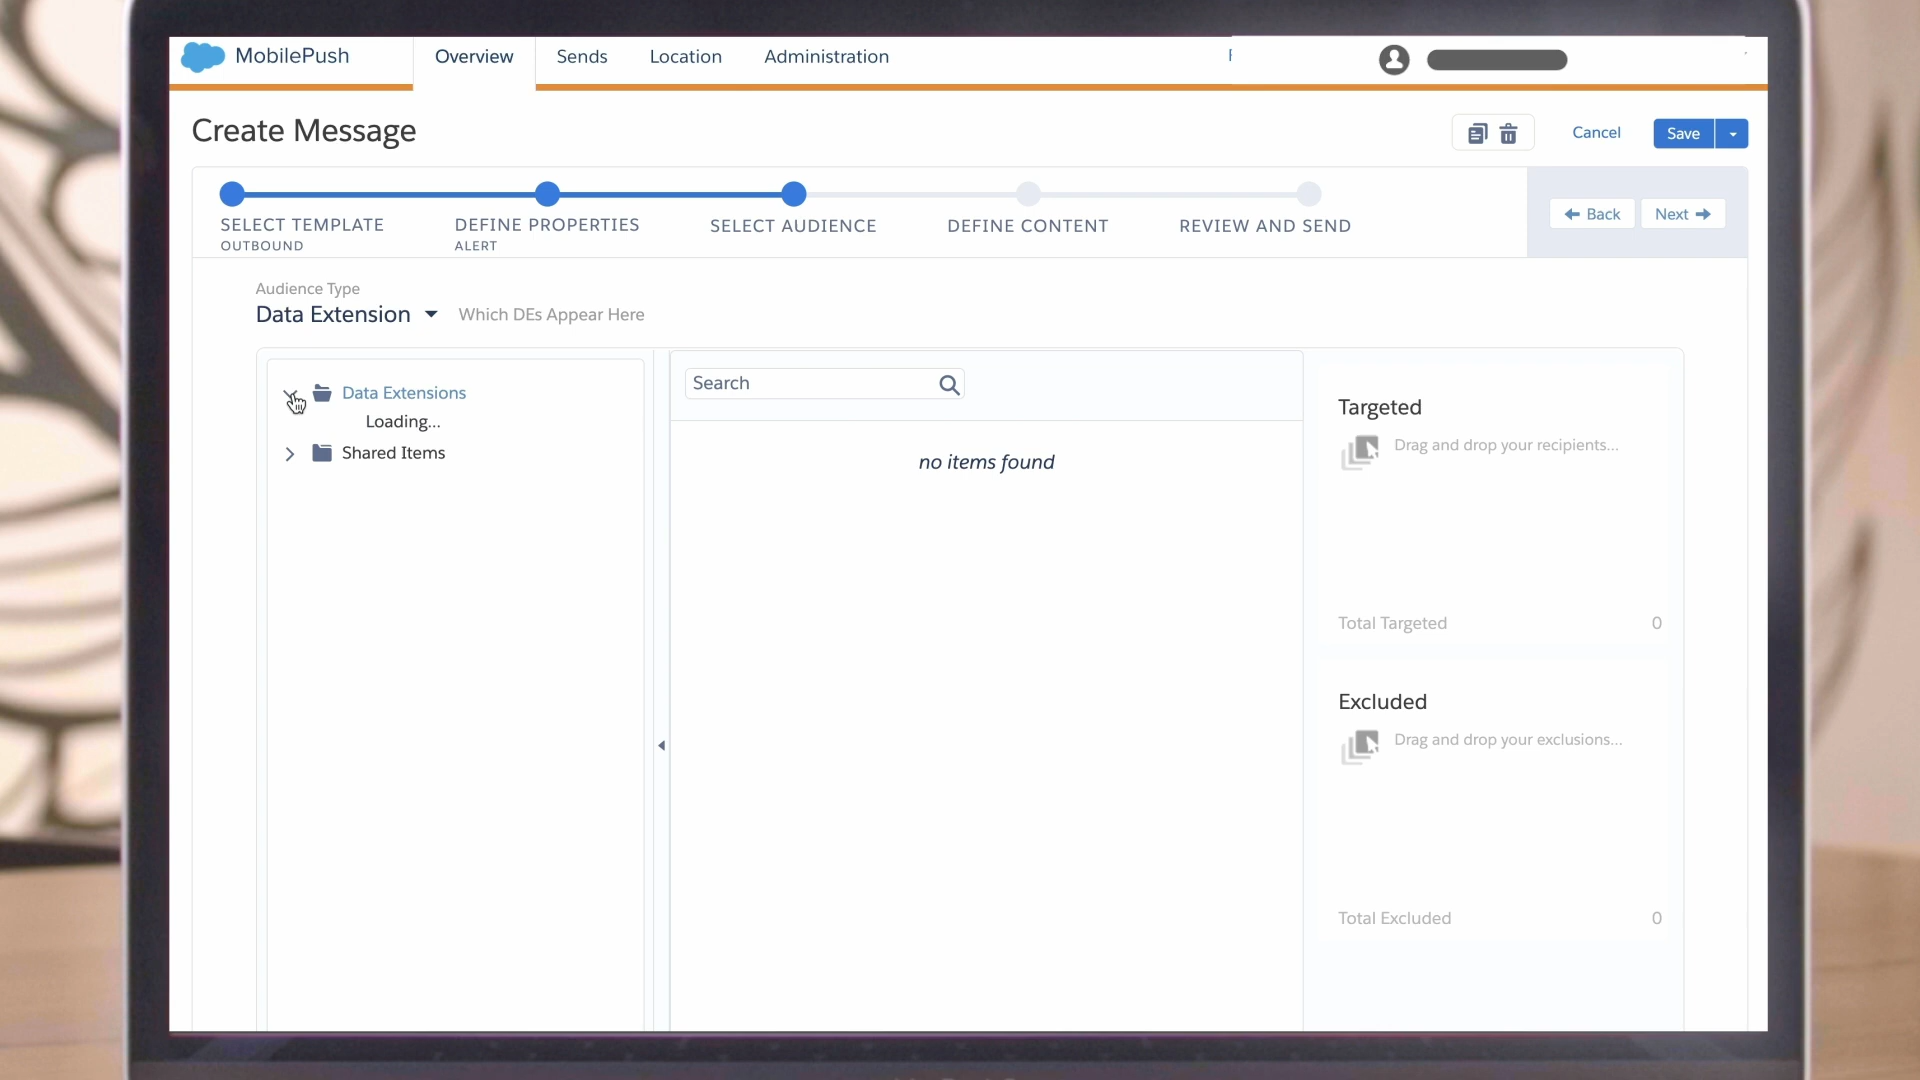 MobilePush
Overview
Sends
Location
Administration
Create Message
Cancel
Save
SELECT TEMPLATE
OUTBOUND
DEFINE PROPERTIES
ALERT
SELECT AUDIENCE
DEFINE CONTENT
REVIEW AND SEND
Back
Next
Audience Type
Data Extension
Which DEs Appear Here
Data Extensions
Loading...
Shared Items
Search
no items found
Targeted
Drag and drop your recipients...
Total Targeted 0
Excluded
Drag and drop your exclusions...
Total Excluded 0